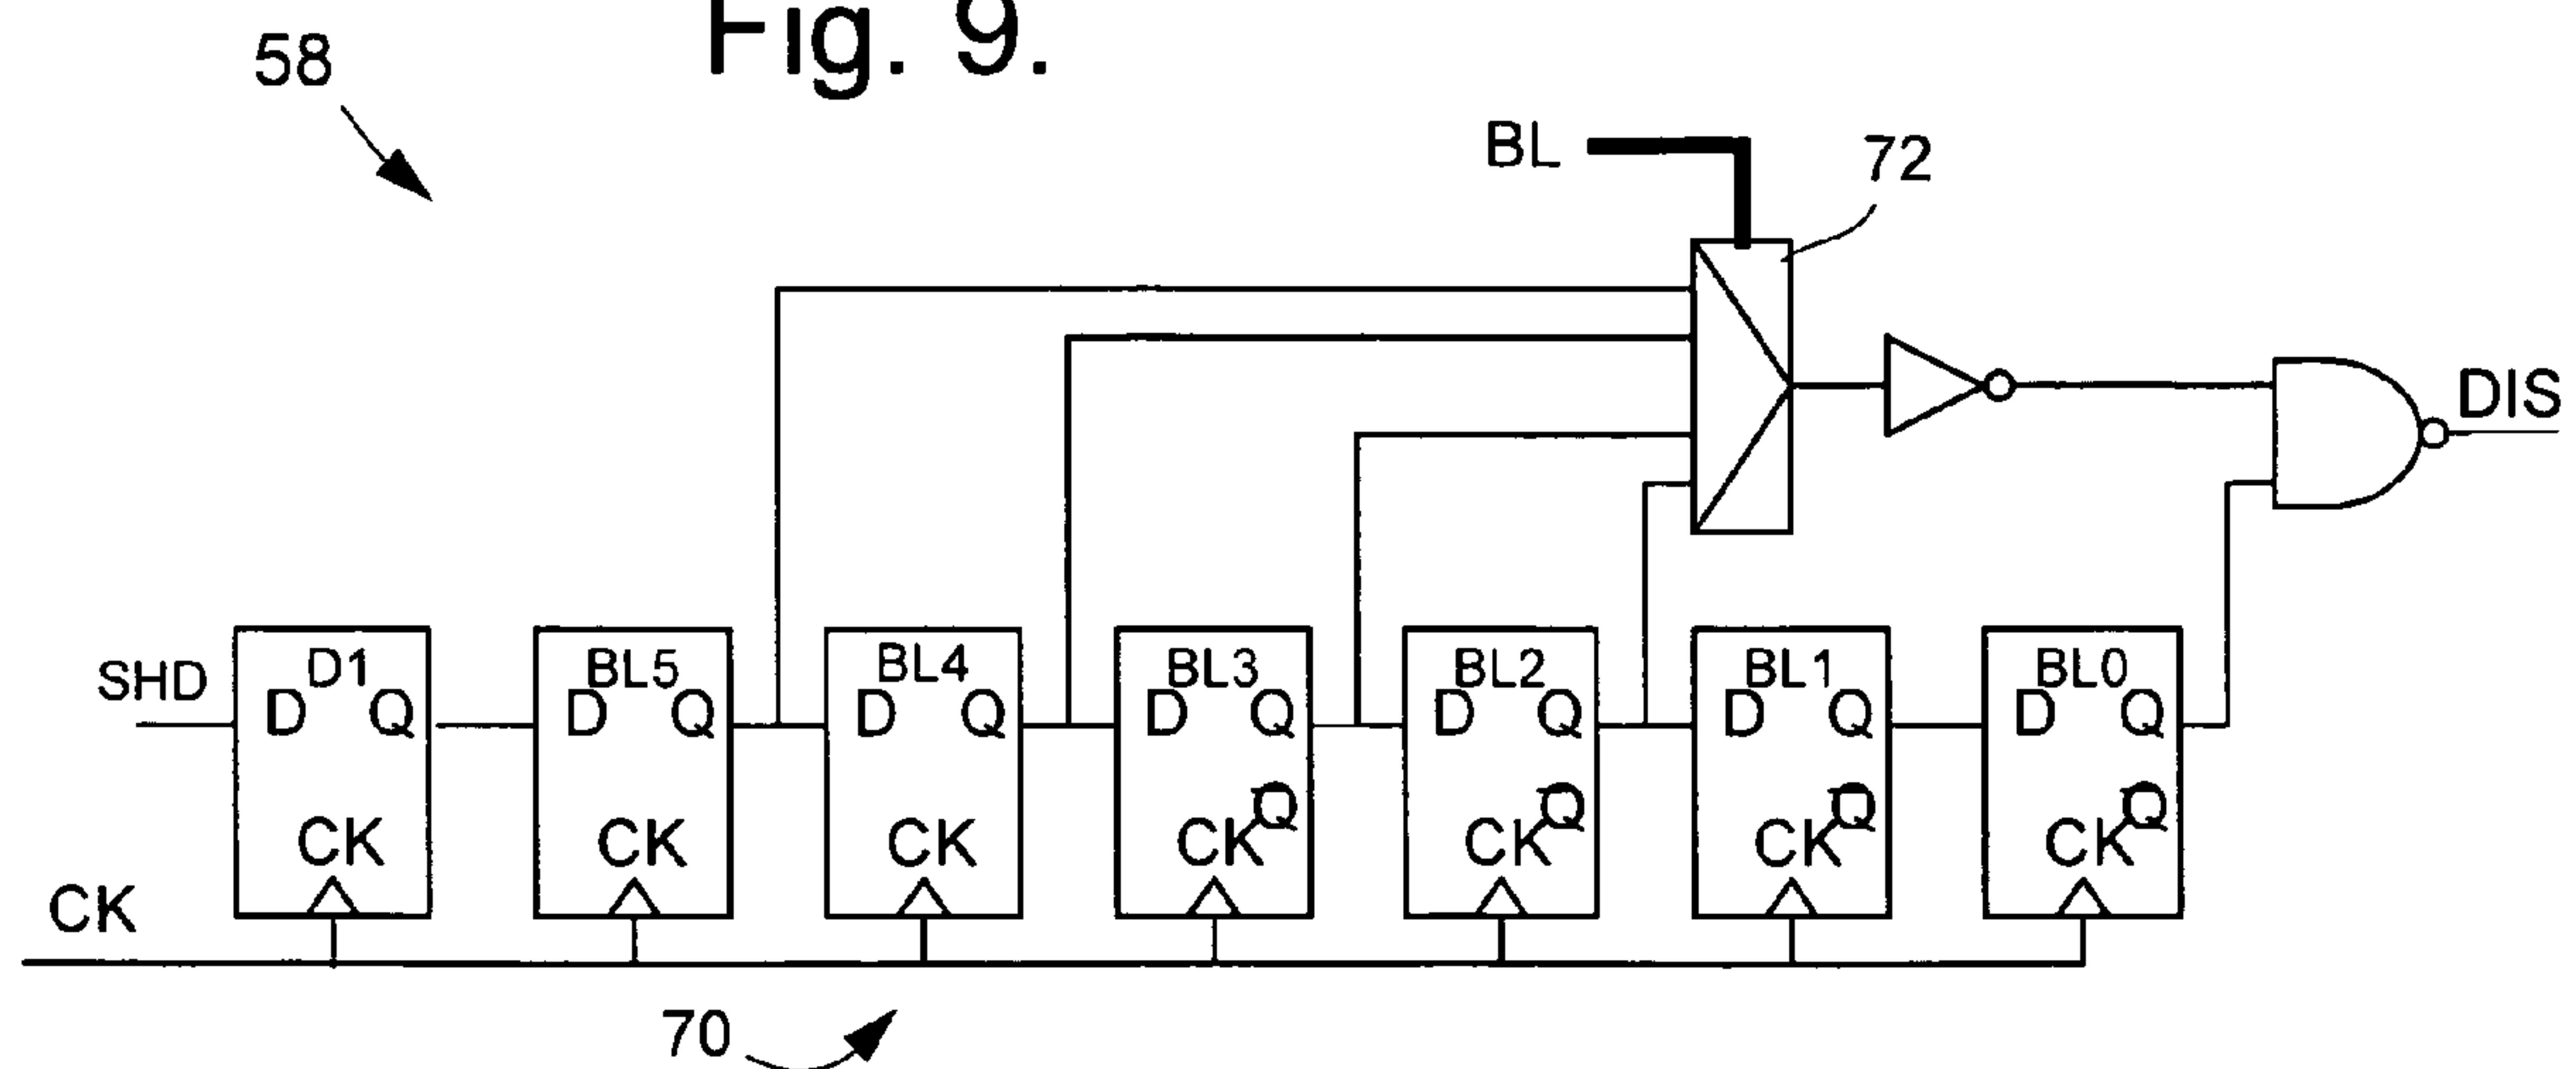 Fig. 9.
58
BL
72
DIS
SHD
D1
D Q
CK
BL5
D Q
CK
BL4
D Q
CK
BL3
D Q
Q̅
CK
BL2
D Q
Q̅
CK
BL1
D Q
Q̅
CK
BL0
D Q
Q̅
CK
CK
70